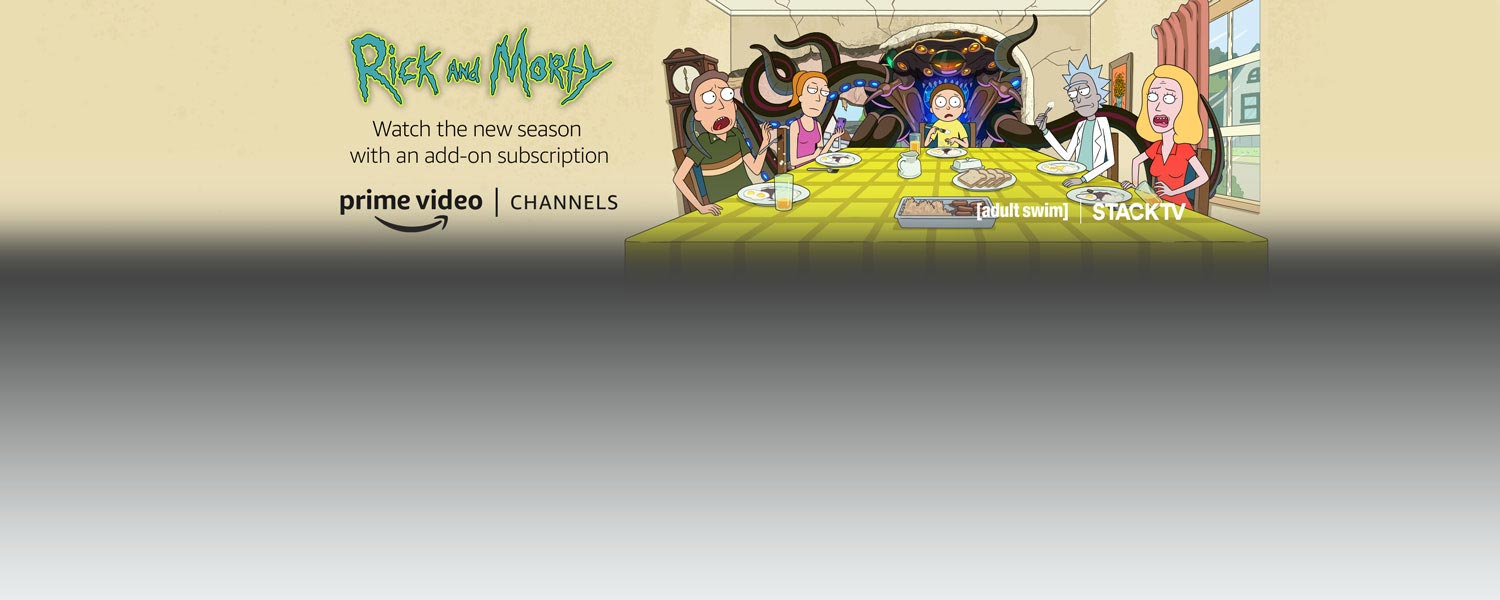 Rick and Morty
Watch the new season
with an add-on subscription
prime video | CHANNELS
[adult swim] | STACKTV